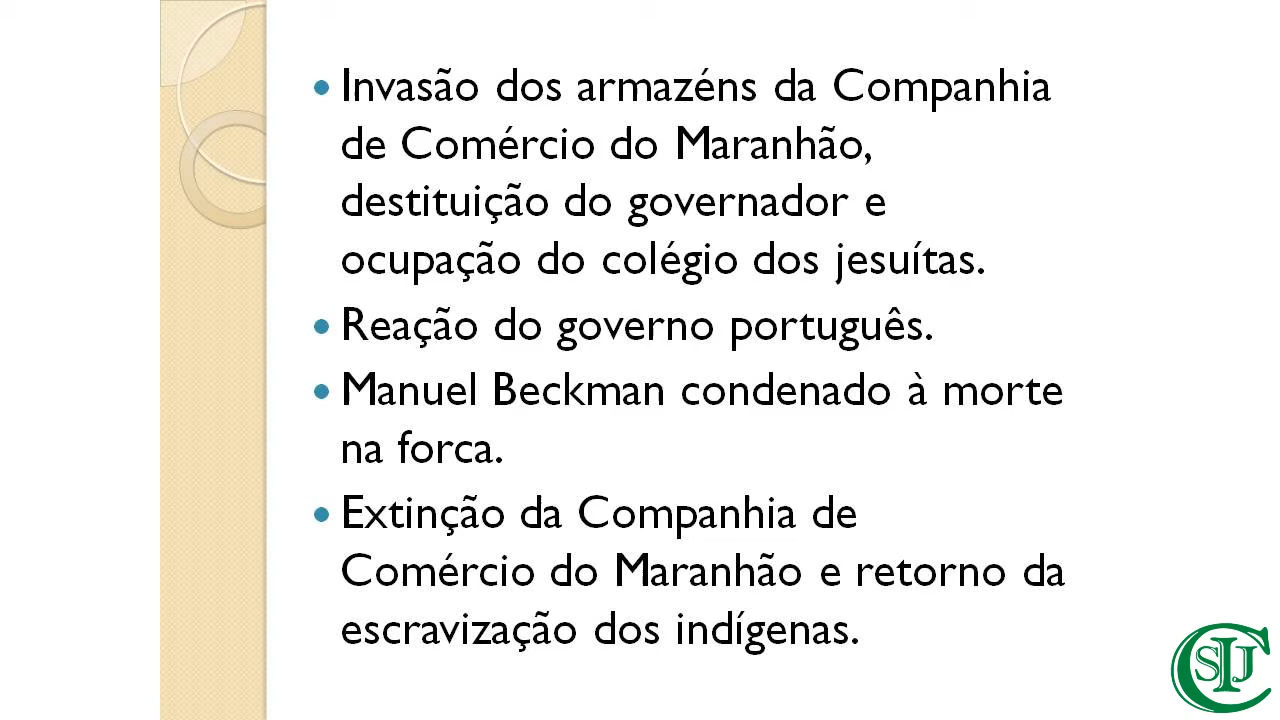 • Invasão dos armazéns da Companhia
de Comércio do Maranhão,
destituição do governador e
ocupação do colégio dos jesuítas.
• Reação do governo português.
• Manuel Beckman condenado à morte
na forca.
• Extinção da Companhia de
Comércio do Maranhão e retorno da
escravização dos indígenas.
CSIJ